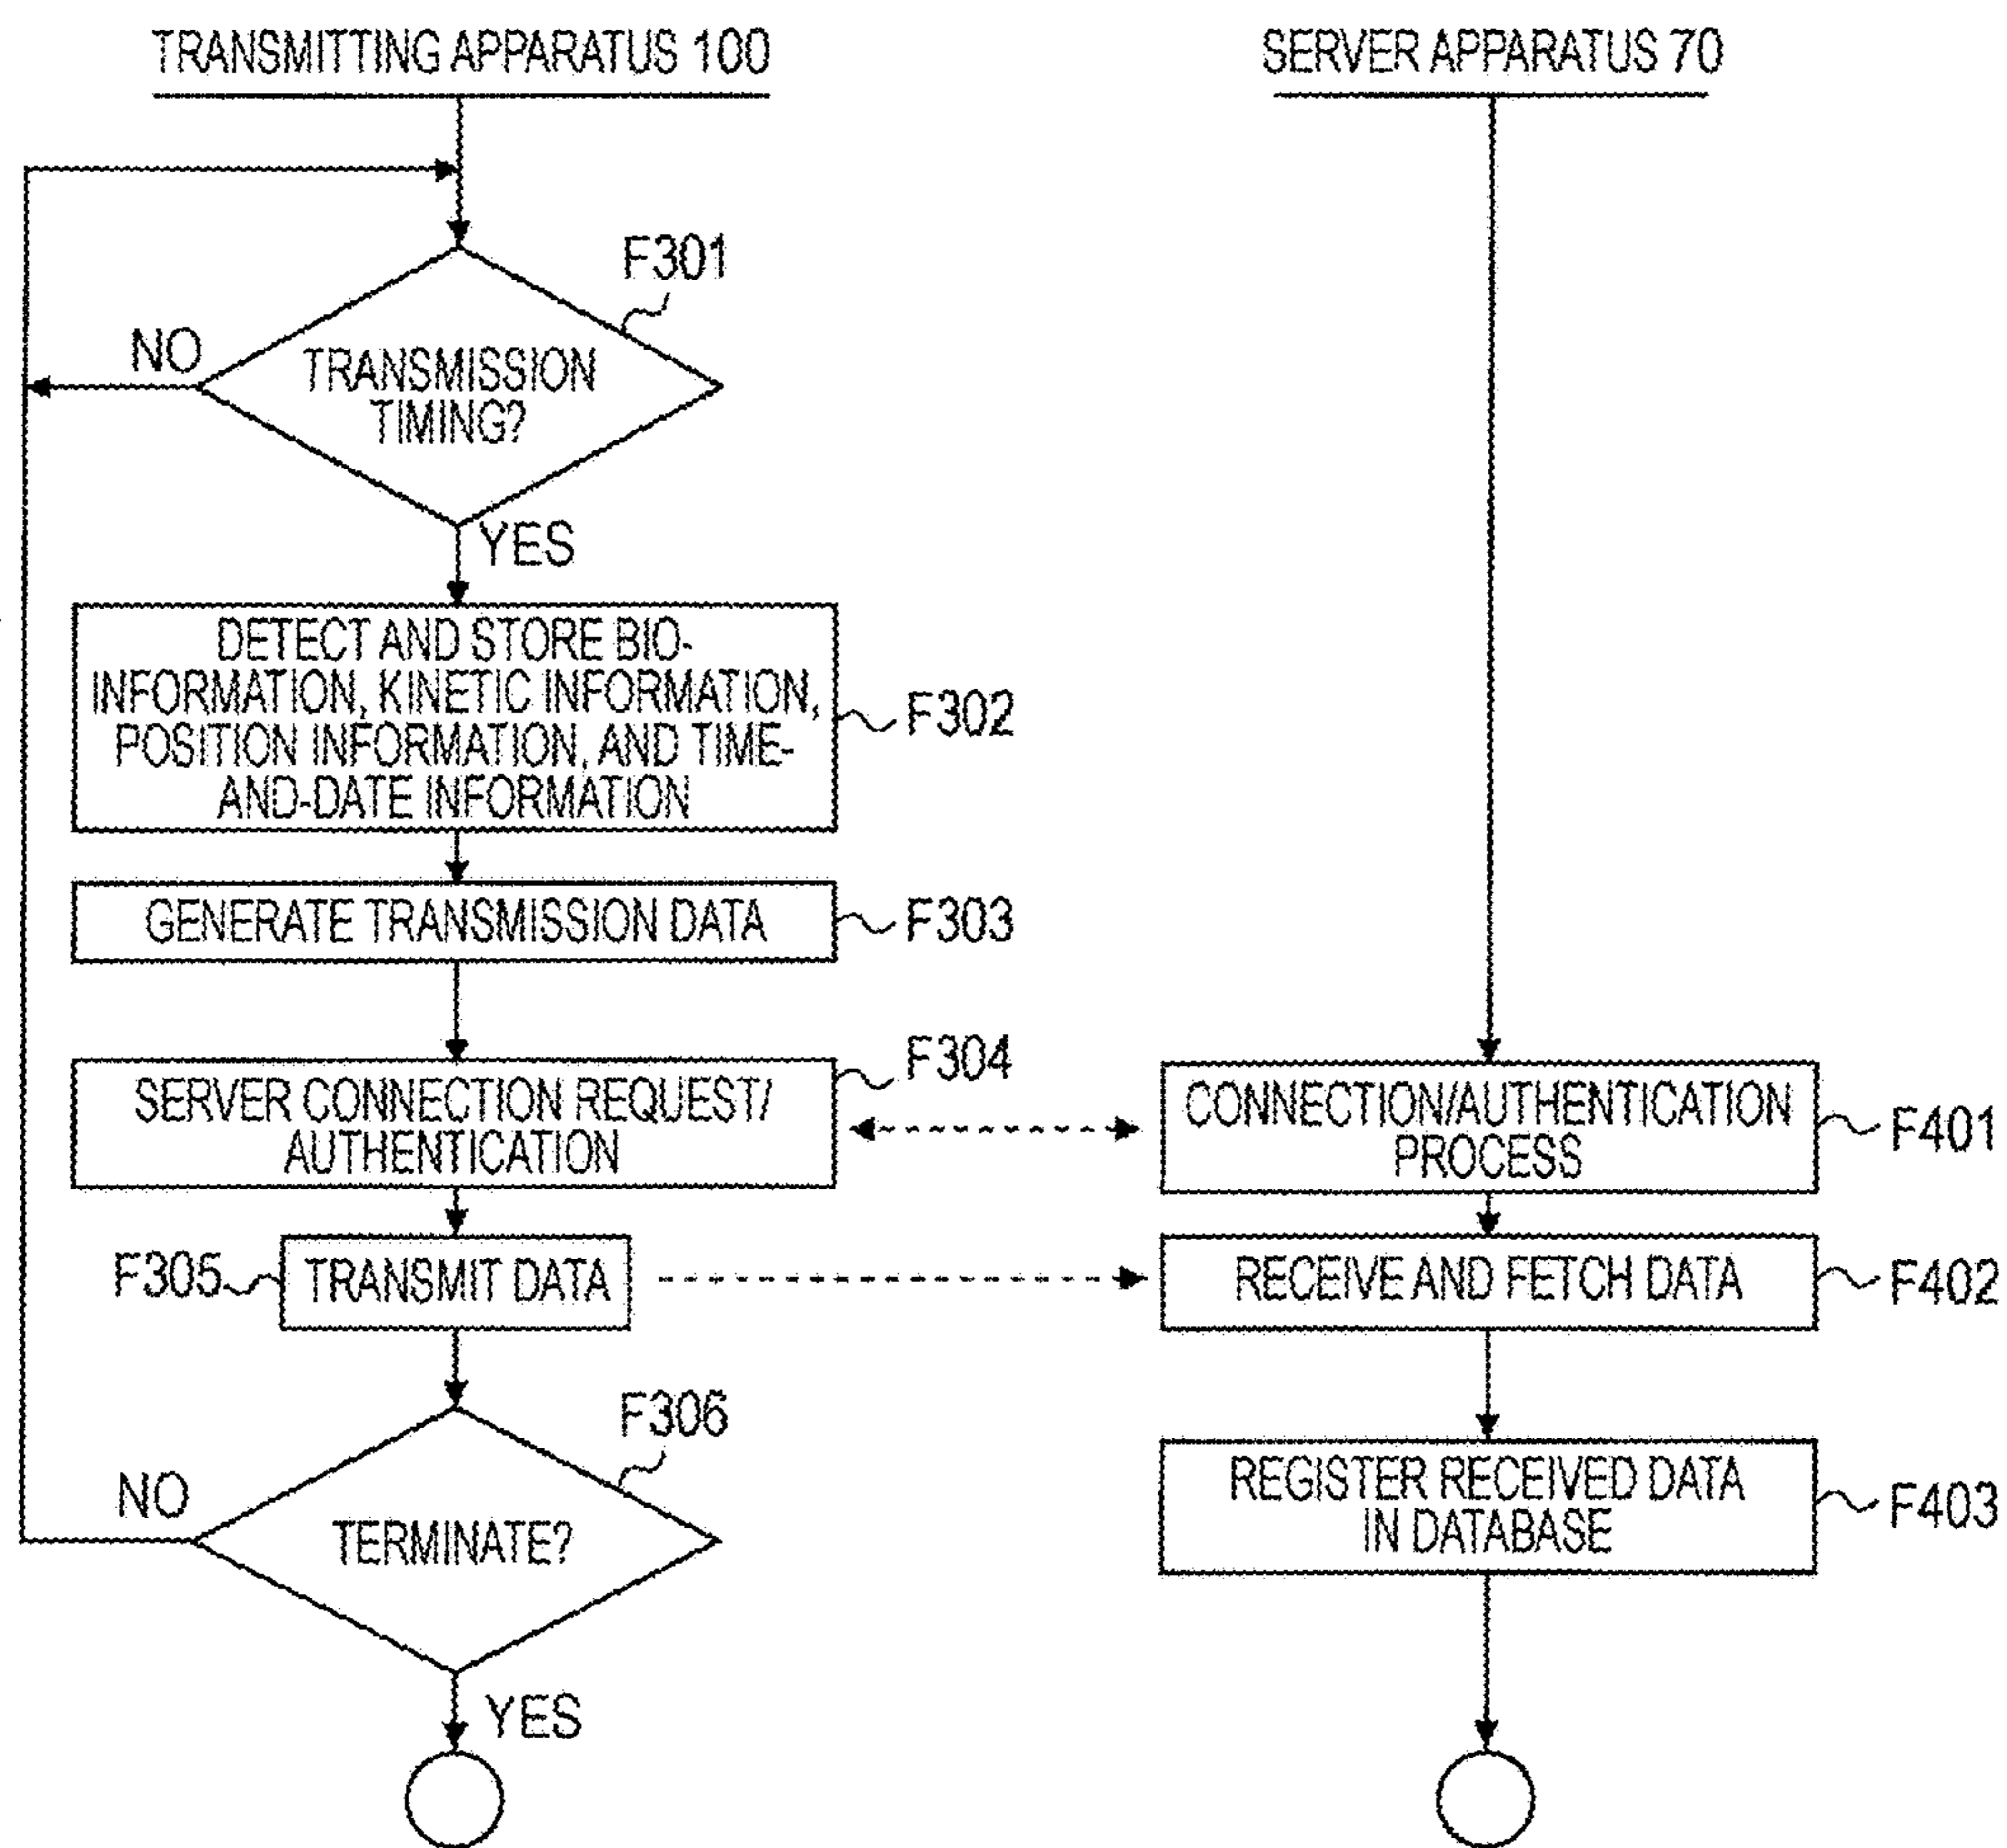 TRANSMITTING APPARATUS 100
F301
NO
TRANSMISSION
TIMING?
YES
DETECT AND STORE BIO-
INFORMATION, KINETIC INFORMATION,
POSITION INFORMATION, AND TIME-
AND-DATE INFORMATION
F302
GENERATE TRANSMISSION DATA
F303
F304
SERVER CONNECTION REQUEST/
AUTHENTICATION
F305
TRANSMIT DATA
F306
NO
TERMINATE?
YES
SERVER APPARATUS 70
CONNECTION/AUTHENTICATION
PROCESS
F401
RECEIVE AND FETCH DATA
F402
REGISTER RECEIVED DATA
IN DATABASE
F403